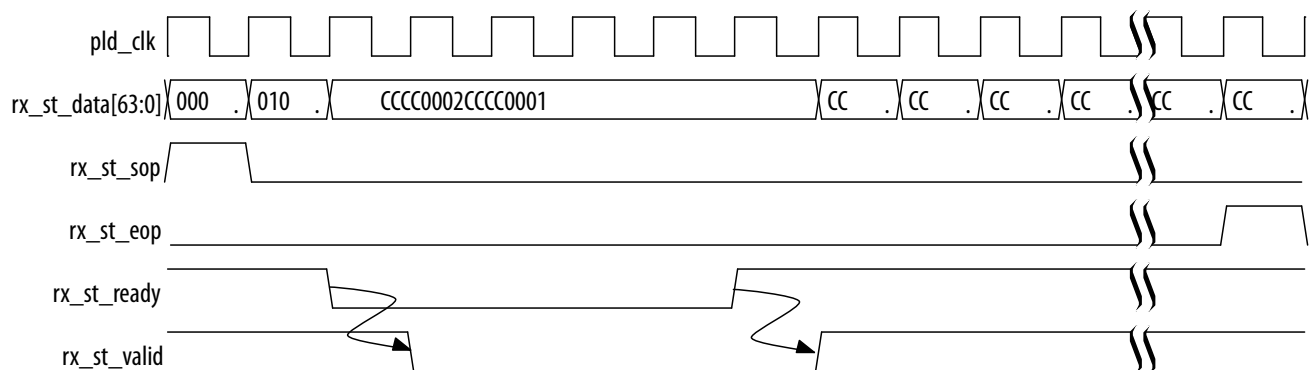 pld_clk
rx_st_data[63:0] 000 . 010 . CCCC0002CCCC0001 CC . CC . CC . CC . CC . CC .
rx_st_sop
rx_st_eop
rx_st_ready
rx_st_valid